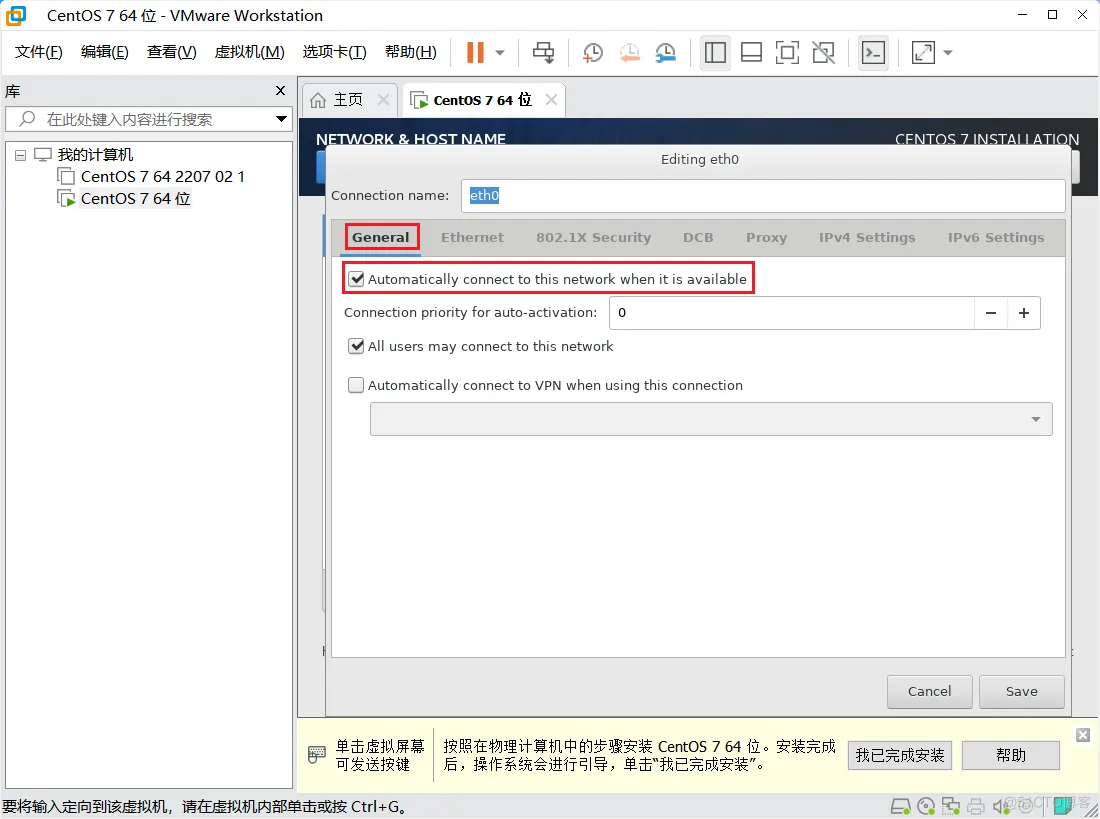 CentOS 7 64 位 - VMware Workstation
文件(F) 编辑(E) 查看(V) 虚拟机(M) 选项卡(T) 帮助(H)
库
在此处键入内容进行搜索
我的计算机
CentOS 7 64 2207 02 1
CentOS 7 64 位
主页 CentOS 7 64 位
NETWORK & HOST NAME CENTOS 7 INSTALLATION
Editing eth0
Connection name: eth0
General Ethernet 802.1X Security DCB Proxy IPv4 Settings IPv6 Settings
Automatically connect to this network when it is available
Connection priority for auto-activation: 0
All users may connect to this network
Automatically connect to VPN when using this connection
Cancel Save
单击虚拟屏幕
可发送按键
按照在物理计算机中的步骤安装 CentOS 7 64 位。安装完成
后，操作系统会进行引导，单击“我已完成安装”。
我已完成安装 帮助
要将输入定向到该虚拟机，请在虚拟机内部单击或按 Ctrl+G。
@51CTO博客